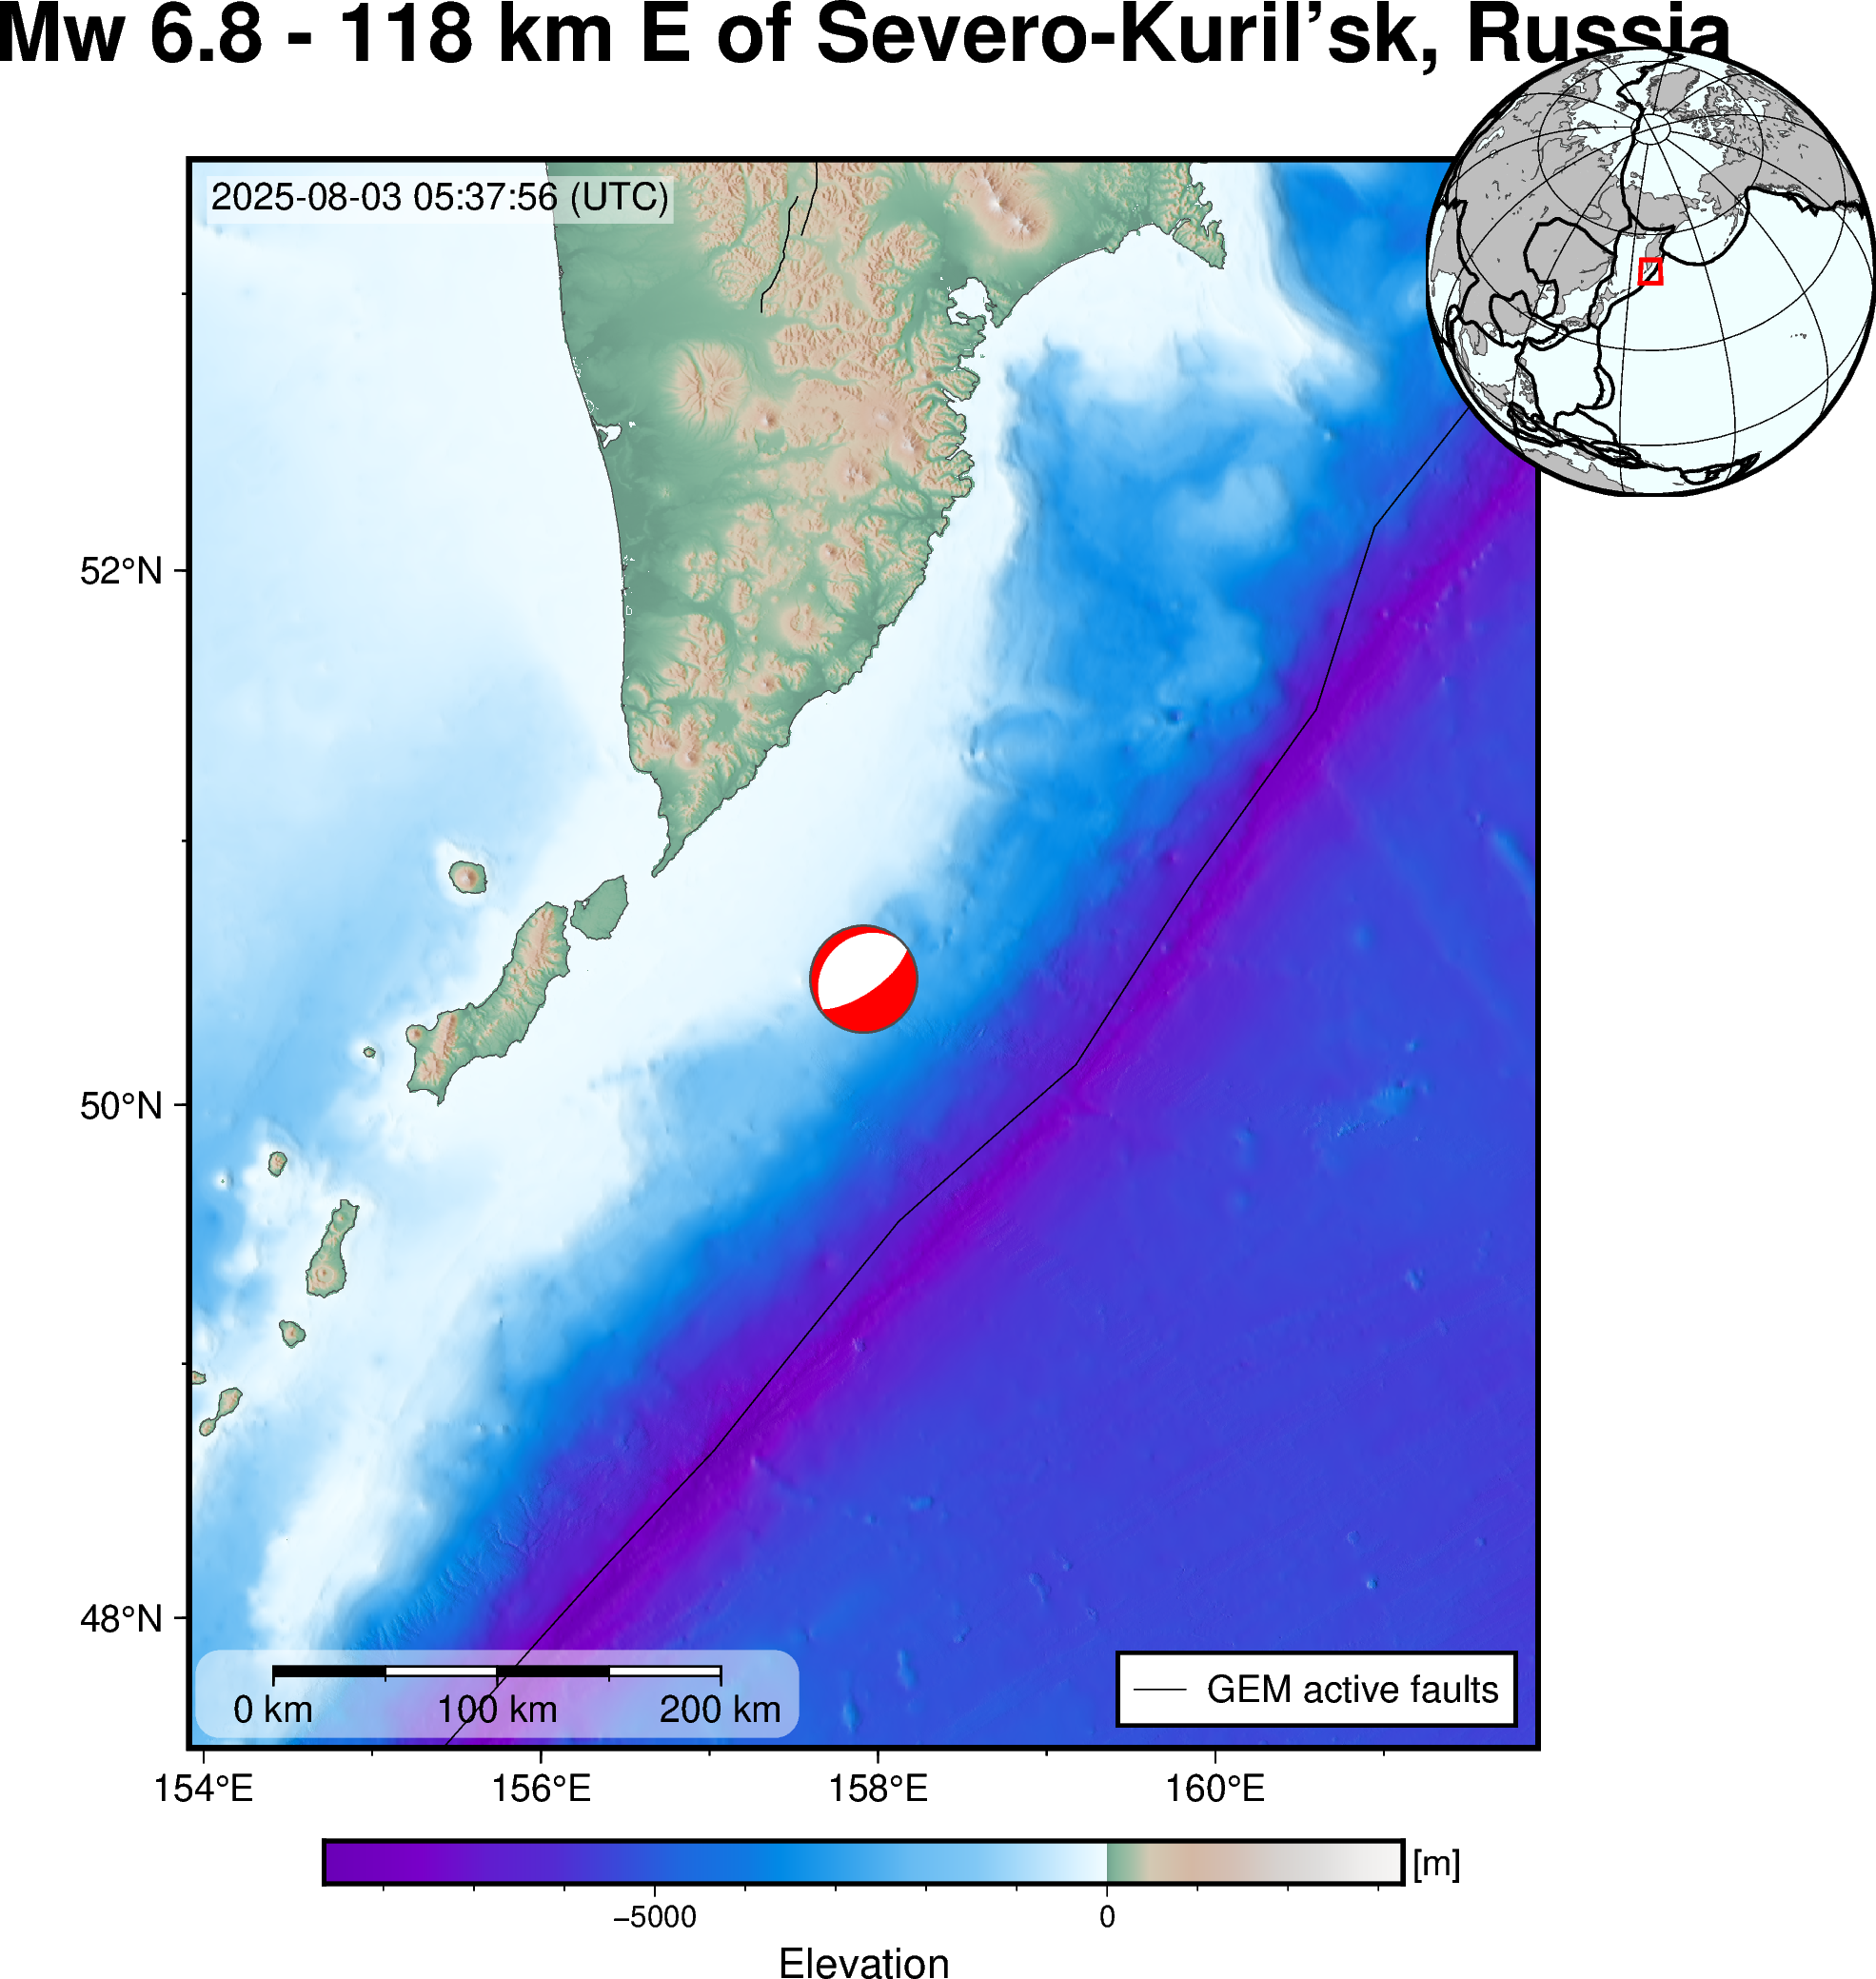 Mw 6.8 - 118 km E of Severo-Kuril’sk, Russia
2025-08-03 05:37:56 (UTC)
52°N
50°N
48°N
0 km 100 km 200 km
GEM active faults
154°E 156°E 158°E 160°E
[m]
−5000 0
Elevation